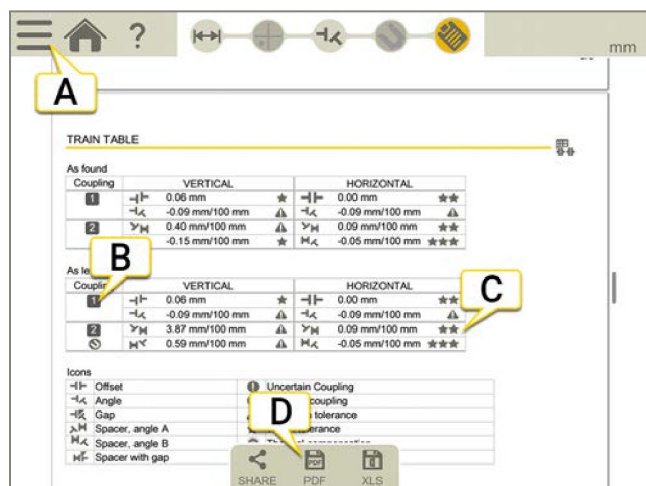 ?
mm
A
TRAIN TABLE
As found
Coupling VERTICAL HORIZONTAL
1 0.06 mm 0.00 mm
-0.09 mm/100 mm -0.09 mm/100 mm
2 0.40 mm/100 mm 0.09 mm/100 mm
-0.15 mm/100 mm -0.05 mm/100 mm
B
As le
Coupling VERTICAL HORIZONTAL
C
1 0.06 mm 0.00 mm
-0.09 mm/100 mm -0.09 mm/100 mm
2 3.87 mm/100 mm 0.09 mm/100 mm
0.59 mm/100 mm -0.05 mm/100 mm
Icons
Offset Uncertain Coupling
Angle coupling
Gap tolerance
Spacer, angle A tolerance
Spacer, angle B
Spacer with gap
D
SHARE PDF XLS